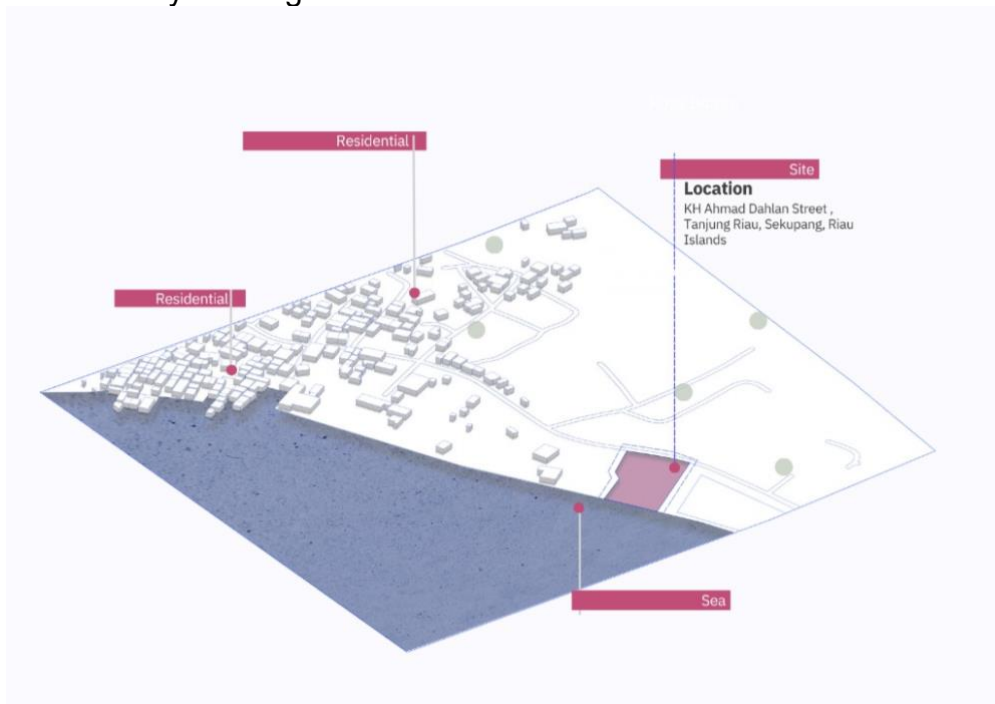 Residential
Site
Location
KH Ahmad Dahlan Street ,
Tanjung Riau, Sekupang, Riau
Islands
Residential
Sea